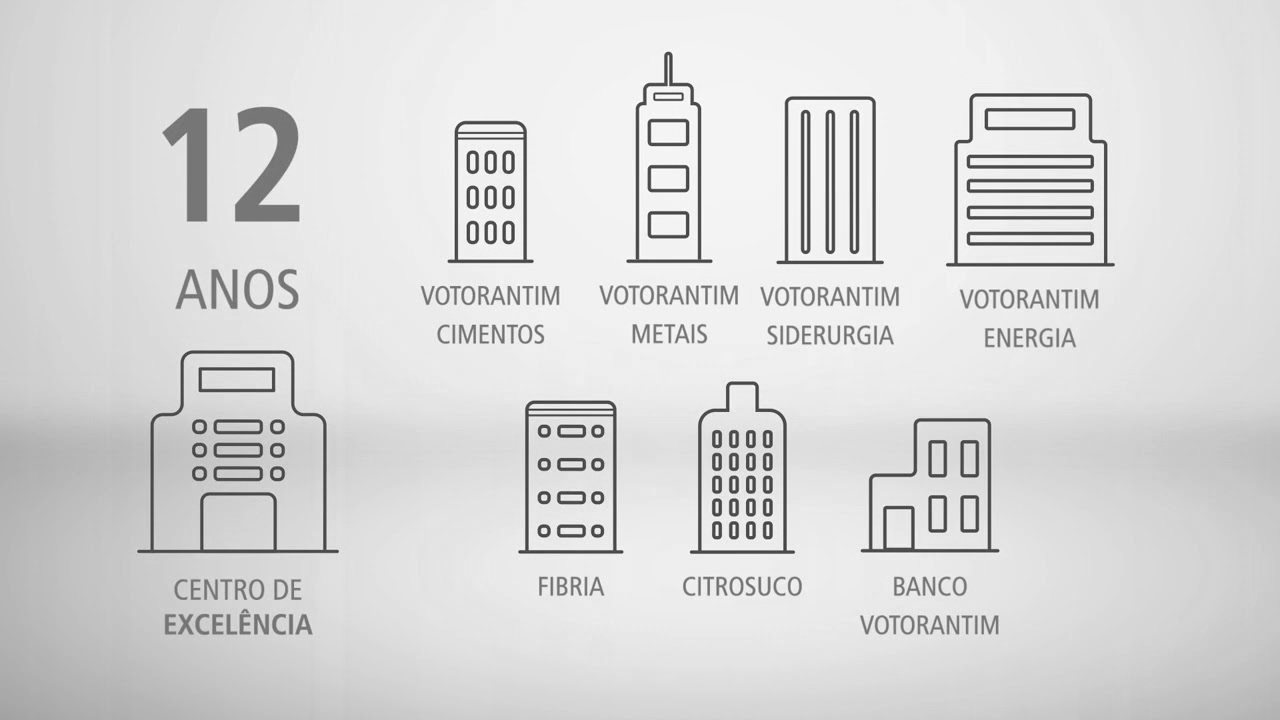 12
ANOS
CENTRO DE
EXCELÊNCIA
VOTORANTIM
CIMENTOS
VOTORANTIM
METAIS
VOTORANTIM
SIDERURGIA
VOTORANTIM
ENERGIA
FIBRIA
CITROSUCO
BANCO
VOTORANTIM